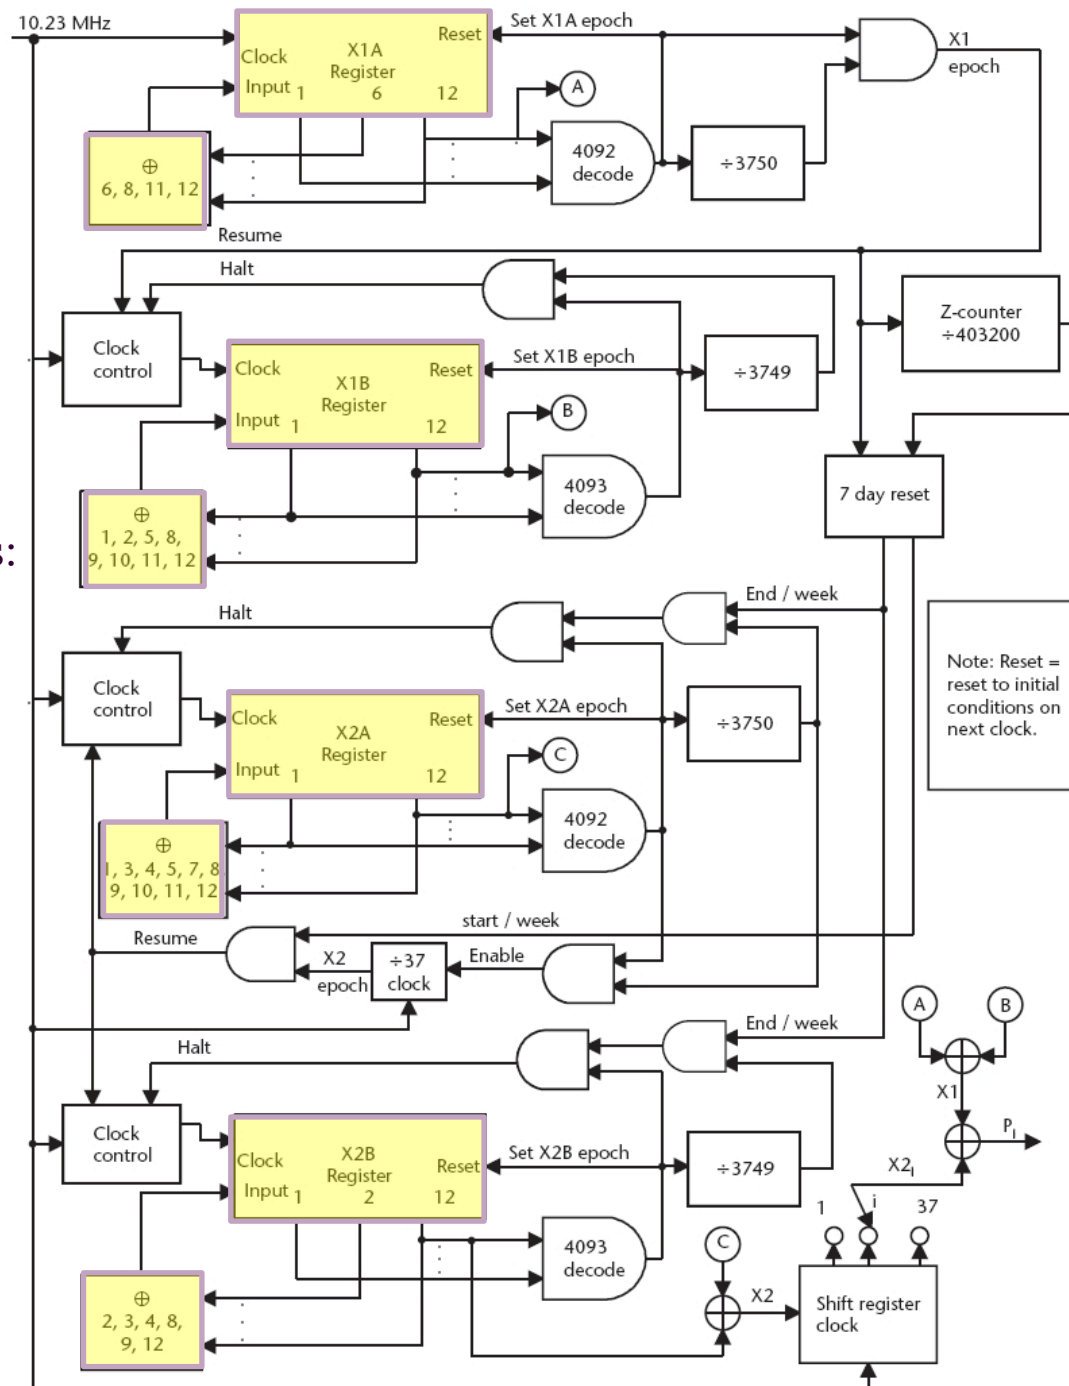 10.23 MHz
Set X1A epoch
X1
epoch
Clock
X1A
Register
Reset
Input
1
6
12
A
4092
decode
÷3750
⊕
6, 8, 11, 12
Resume
Halt
Z-counter
÷403200
Clock
control
Clock
X1B
Register
Reset
Set X1B epoch
÷3749
Input
1
12
B
4093
decode
7 day reset
⊕
1, 2, 5, 8,
9, 10, 11, 12
s:
Halt
End / week
Note: Reset =
reset to initial
conditions on
next clock.
Clock
control
Clock
X2A
Register
Reset
Set X2A epoch
÷3750
Input
1
12
C
4092
decode
⊕
1, 3, 4, 5, 7, 8
9, 10, 11, 12
start / week
Resume
X2
epoch
÷37
clock
Enable
A
B
End / week
Halt
X1
Clock
control
Clock
X2B
Register
Reset
Set X2B epoch
÷3749
Pᵢ
X2ᵢ
Input
1
2
12
1
i
37
4093
decode
C
X2
Shift register
clock
⊕
2, 3, 4, 8,
9, 12